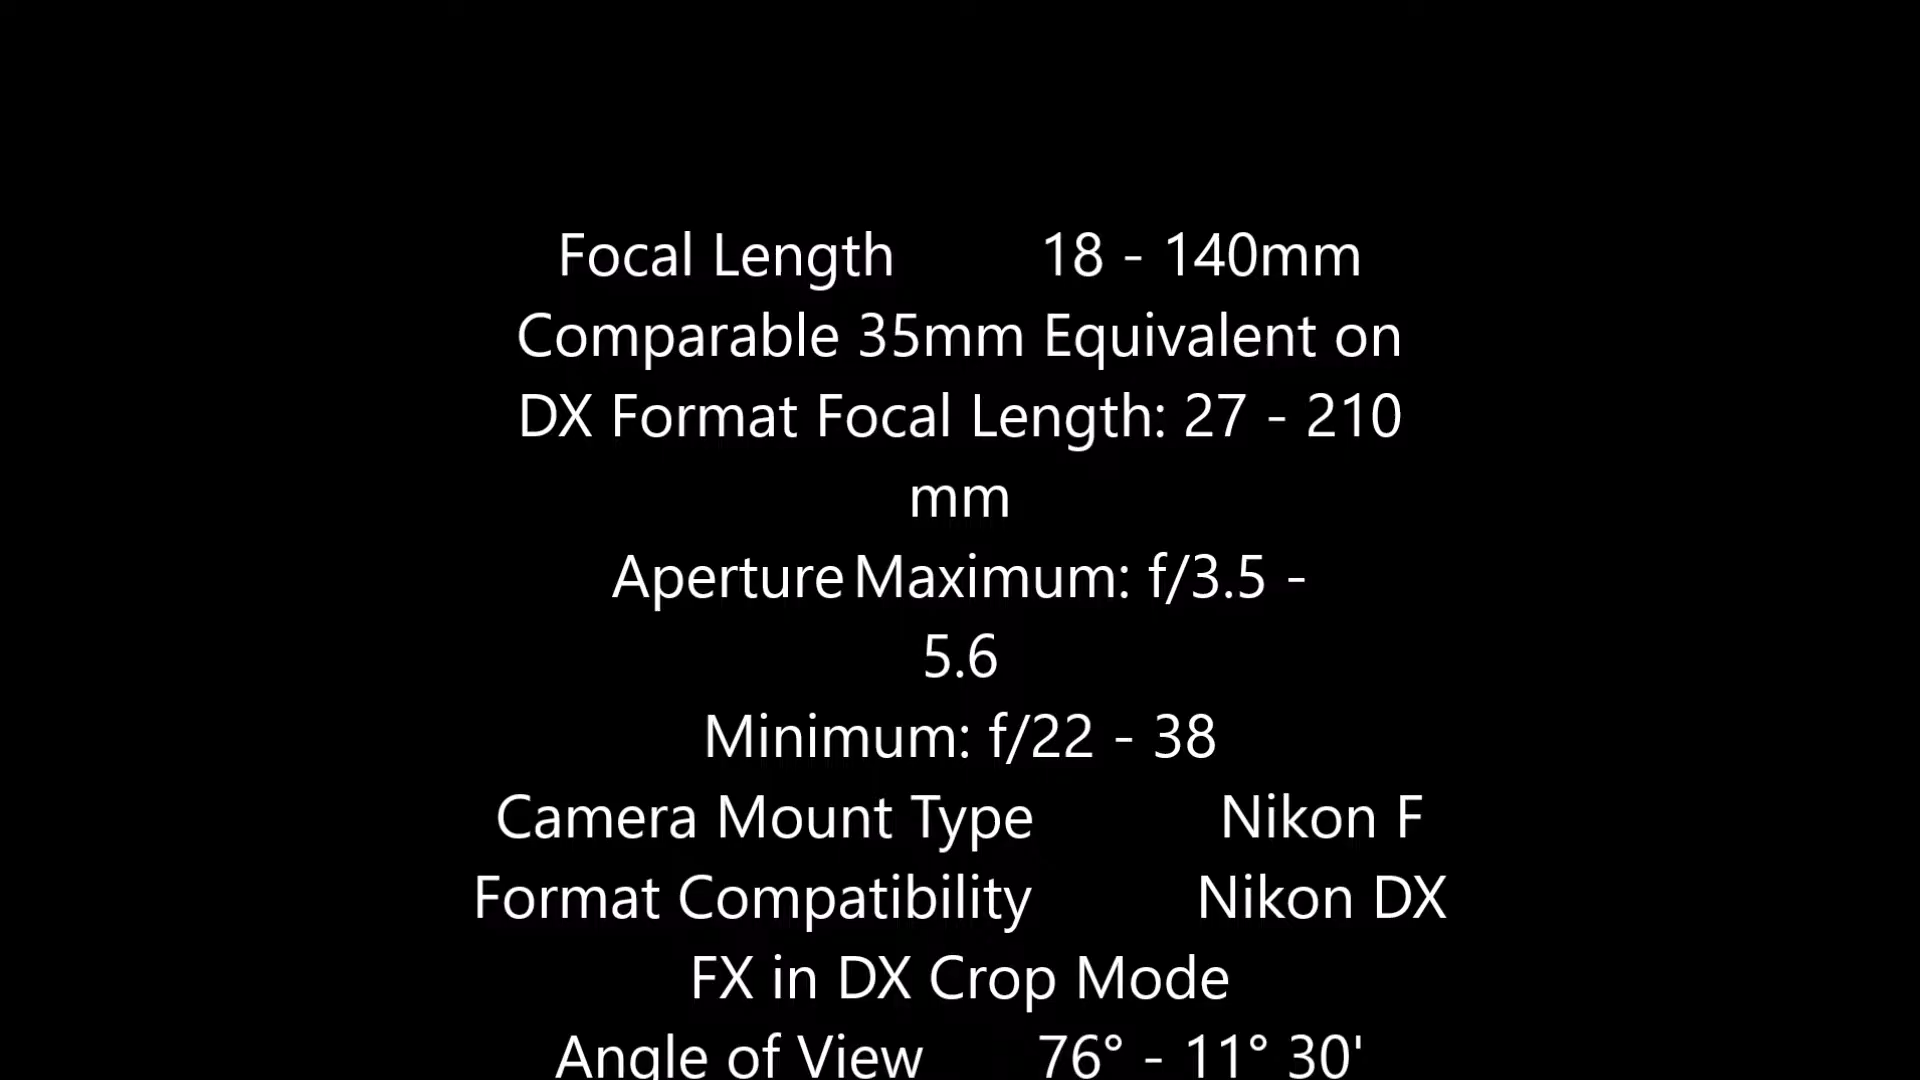 Focal Length 18 - 140mm
Comparable 35mm Equivalent on
DX Format Focal Length: 27 - 210
mm
Aperture Maximum: f/3.5 -
5.6
Minimum: f/22 - 38
Camera Mount Type Nikon F
Format Compatibility Nikon DX
FX in DX Crop Mode
Angle of View 76° - 11° 30'